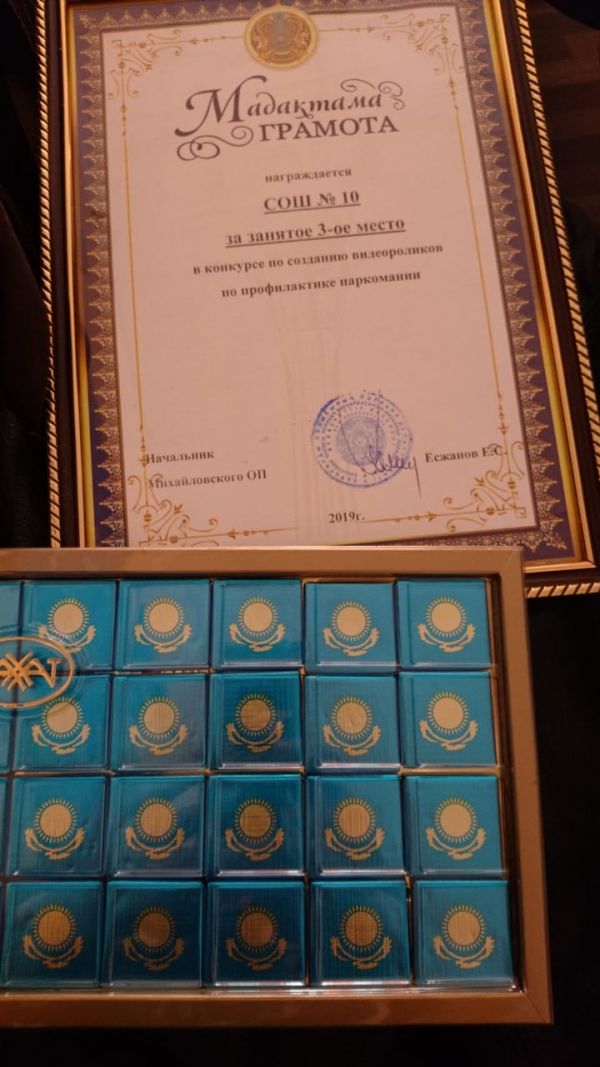 Мадақтама
ГРАМОТА
награждается
СОШ № 10
за занятое 3-ое место
в конкурсе по созданию видеороликов
по профилактике наркомании
Начальник
Михайловского ОП
Есжанов Е.С.
2019г.